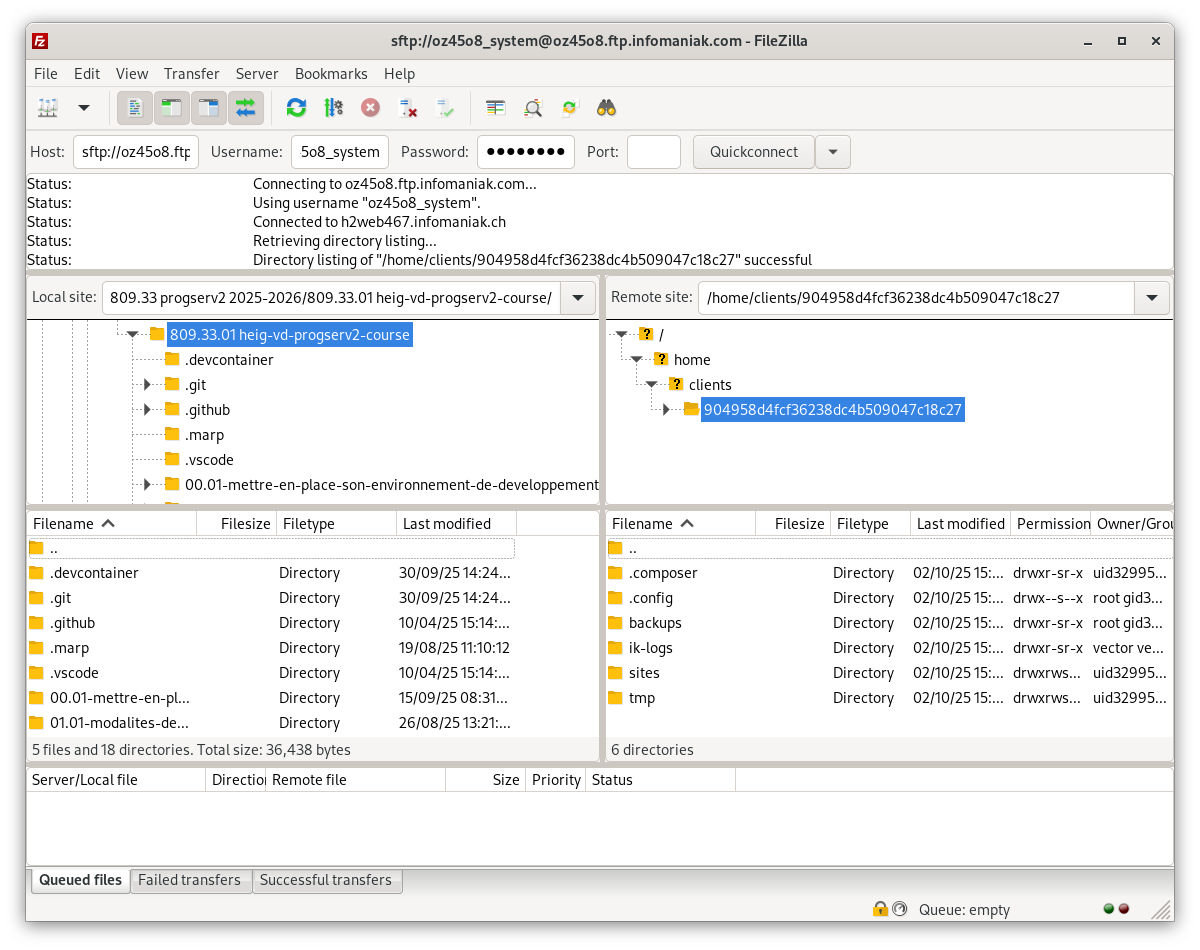 sftp://oz45o8_system@oz45o8.ftp.infomaniak.com - FileZilla
File Edit View Transfer Server Bookmarks Help
Host: sftp://oz45o8.ftp Username: 5o8_system Password: ●●●●●●●● Port: Quickconnect
Status: Connecting to oz45o8.ftp.infomaniak.com...
Status: Using username "oz45o8_system".
Status: Connected to h2web467.infomaniak.ch
Status: Retrieving directory listing...
Status: Directory listing of "/home/clients/904958d4fcf36238dc4b509047c18c27" successful
Local site: 809.33 progserv2 2025-2026/809.33.01 heig-vd-progserv2-course/
809.33.01 heig-vd-progserv2-course
.devcontainer
.git
.github
.marp
.vscode
00.01-mettre-en-place-son-environnement-de-developpement
Remote site: /home/clients/904958d4fcf36238dc4b509047c18c27
/
home
clients
904958d4fcf36238dc4b509047c18c27
Filename Filesize Filetype Last modified
..
.devcontainer Directory 30/09/25 14:24...
.git Directory 30/09/25 14:24...
.github Directory 10/04/25 15:14:...
.marp Directory 19/08/25 11:10:12
.vscode Directory 10/04/25 15:14:...
00.01-mettre-en-pl... Directory 15/09/25 08:31...
01.01-modalites-de... Directory 26/08/25 13:21:...
5 files and 18 directories. Total size: 36,438 bytes
Filename Filesize Filetype Last modified Permission Owner/Grou
..
.composer Directory 02/10/25 15:... drwxr-sr-x uid32995...
.config Directory 02/10/25 15:... drwx--s--x root gid3...
backups Directory 02/10/25 15:... drwxr-sr-x root gid3...
ik-logs Directory 02/10/25 15:... drwxr-sr-x vector ve...
sites Directory 02/10/25 15:... drwxrws... uid32995...
tmp Directory 02/10/25 15:... drwxrws... uid32995...
6 directories
Server/Local file Direction Remote file Size Priority Status
Queued files Failed transfers Successful transfers
Queue: empty